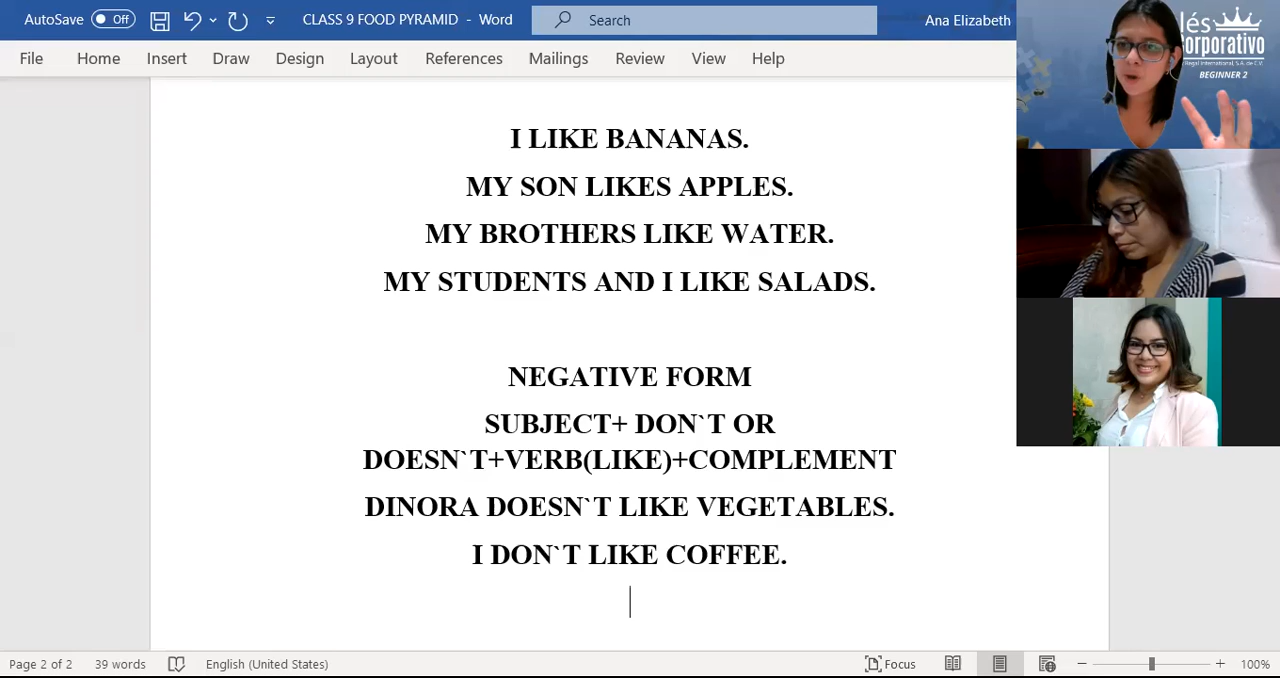 AutoSave Off CLASS 9 FOOD PYRAMID - Word Search Ana Elizabeth
File Home Insert Draw Design Layout References Mailings Review View Help
lés
orporativo
Regal International, S.A. de C.V.
BEGINNER 2
I LIKE BANANAS.
MY SON LIKES APPLES.
MY BROTHERS LIKE WATER.
MY STUDENTS AND I LIKE SALADS.
NEGATIVE FORM
SUBJECT+ DON`T OR
DOESN`T+VERB(LIKE)+COMPLEMENT
DINORA DOESN`T LIKE VEGETABLES.
I DON`T LIKE COFFEE.
Page 2 of 2 39 words English (United States) Focus 100%